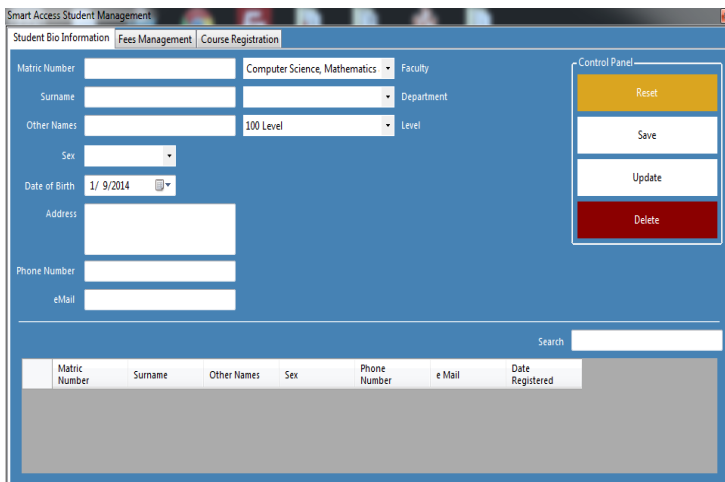 Smart Access Student Management
Student Bio Information Fees Management Course Registration
Matric Number Computer Science, Mathematics Faculty
Surname Department
Other Names 100 Level Level
Sex
Date of Birth 1/ 9/2014
Address
Phone Number
eMail
Control Panel
Reset
Save
Update
Delete
Search
Matric Number Surname Other Names Sex Phone Number e Mail Date Registered